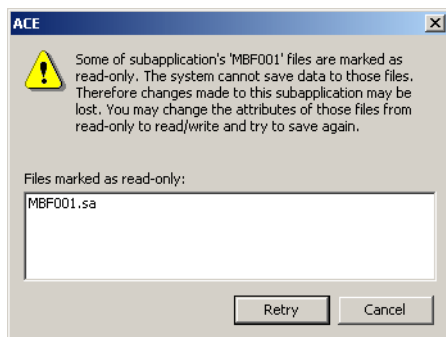 ACE
Some of subapplication's 'MBF001' files are marked as
read-only. The system cannot save data to those files.
Therefore changes made to this subapplication may be
lost. You may change the attributes of those files from
read-only to read/write and try to save again.
Files marked as read-only:
MBF001.sa
Retry
Cancel